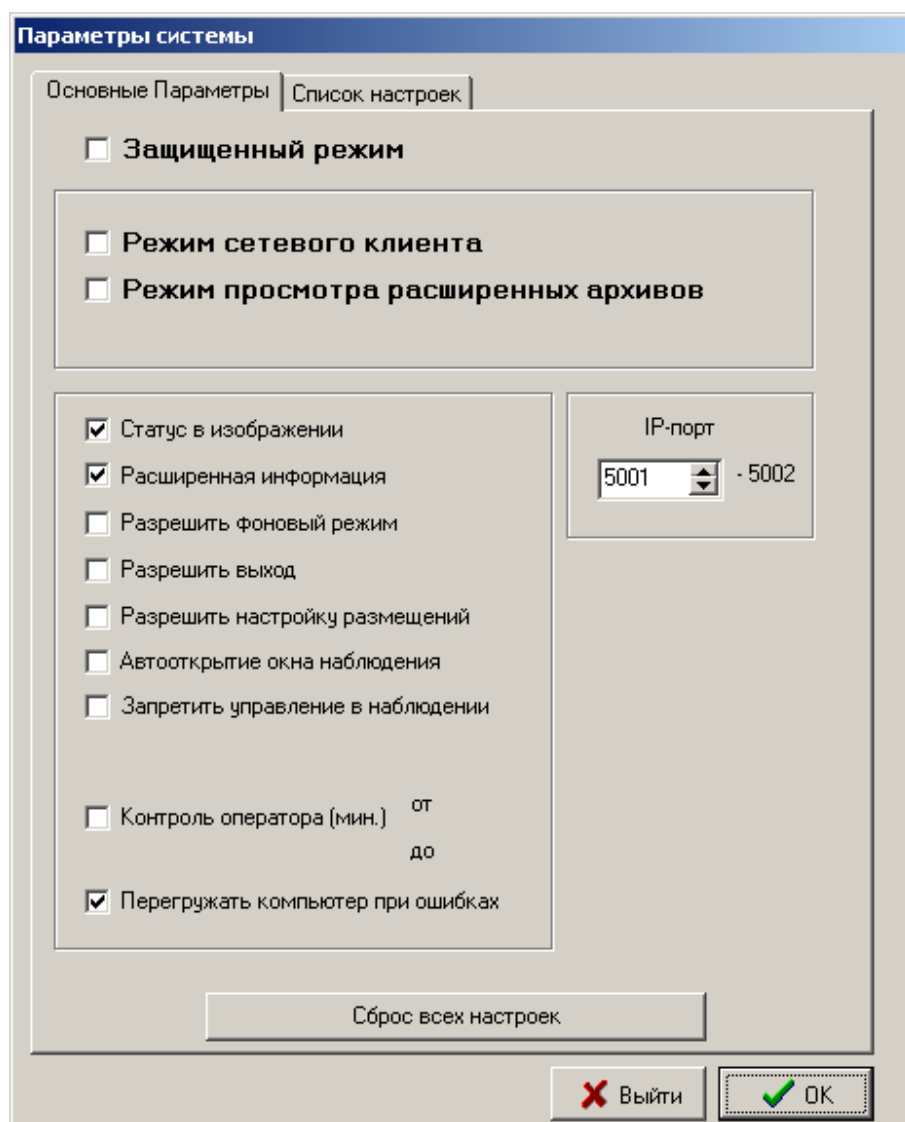 Параметры системы
Основные Параметры
Список настроек
Защищенный режим
Режим сетевого клиента
Режим просмотра расширенных архивов
Статус в изображении
Расширенная информация
Разрешить фоновый режим
Разрешить выход
Разрешить настройку размещений
Автооткрытие окна наблюдения
Запретить управление в наблюдении
Контроль оператора (мин.)
от
до
Перегружать компьютер при ошибках
IP-порт
5001 - 5002
Сброс всех настроек
Выйти
OK